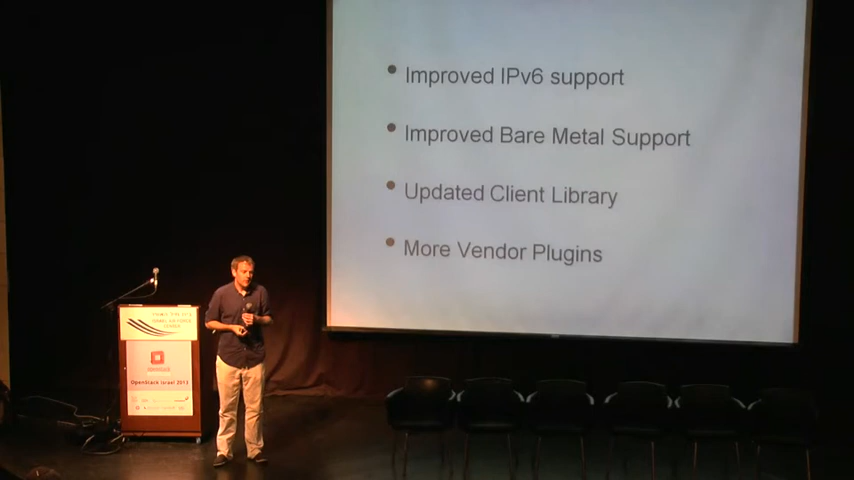 • Improved IPv6 support
• Improved Bare Metal Support
• Updated Client Library
• More Vendor Plugins
OpenStack Israel 2013